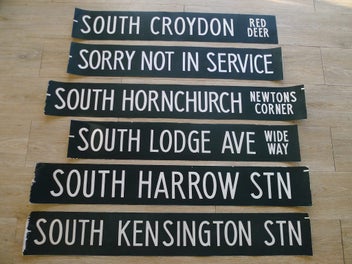 SOUTH CROYDON RED DEER
SORRY NOT IN SERVICE
SOUTH HORNCHURCH NEWTONS CORNER
SOUTH LODGE AVE WIDE WAY
SOUTH HARROW STN
SOUTH KENSINGTON STN